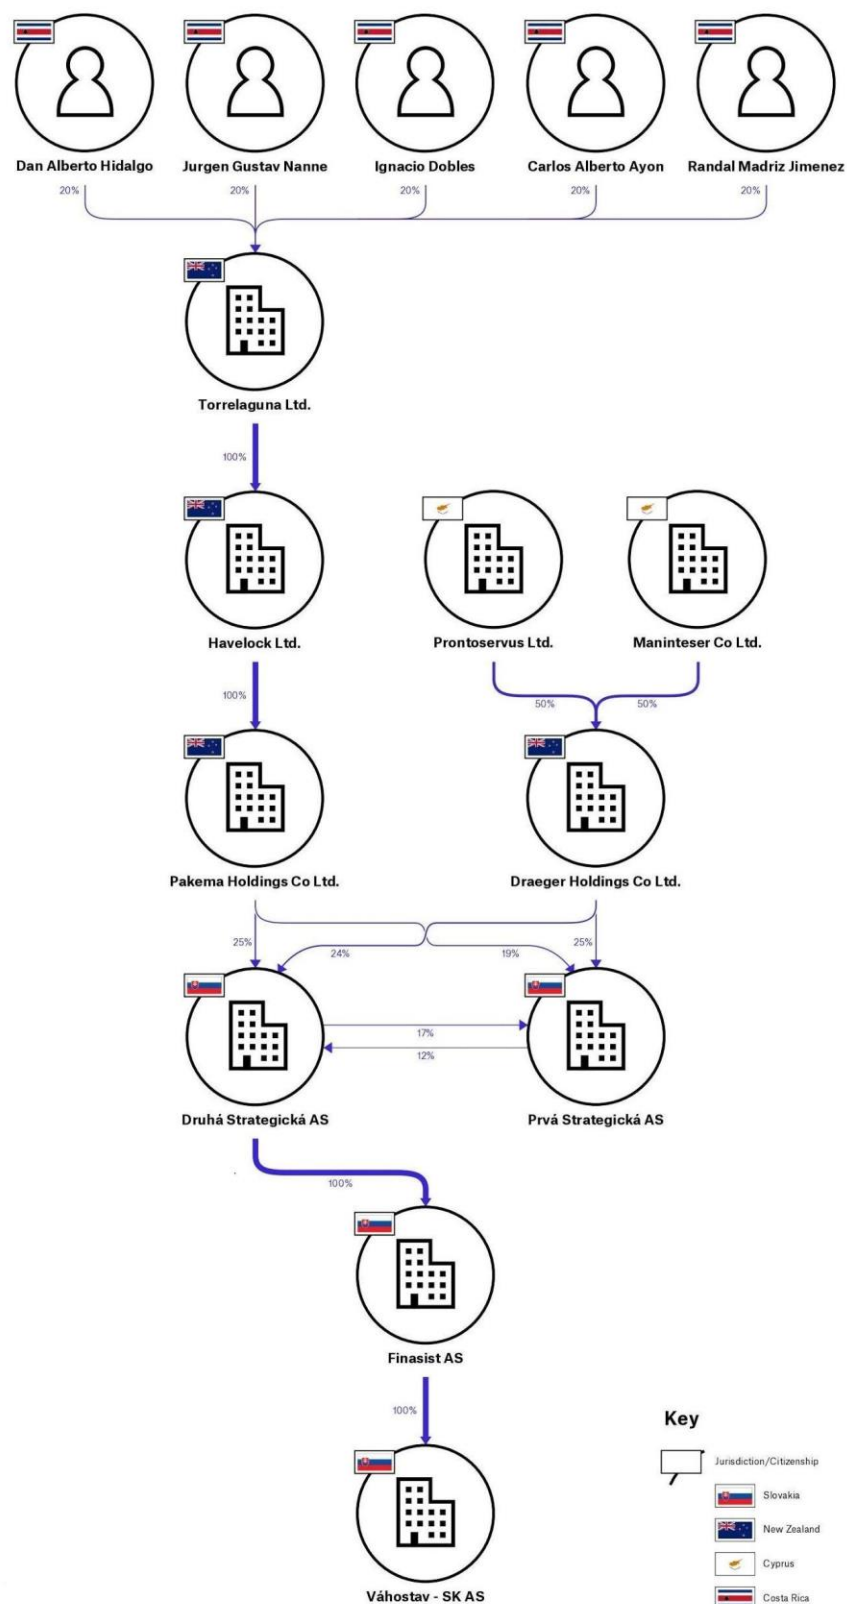 Dan Alberto Hidalgo
Jurgen Gustav Nanne
Ignacio Dobles
Carlos Alberto Ayon
Randal Madriz Jimenez
20%
20%
20%
20%
20%
Torrelaguna Ltd.
100%
Havelock Ltd.
Prontoservus Ltd.
Maninteser Co Ltd.
100%
50%
50%
Pakema Holdings Co Ltd.
Draeger Holdings Co Ltd.
25%
24%
19%
25%
17%
12%
Druhá Strategická AS
Prvá Strategická AS
100%
Finasist AS
100%
Váhostav - SK AS
Key
Jurisdiction/Citizenship
Slovakia
New Zealand
Cyprus
Costa Rica